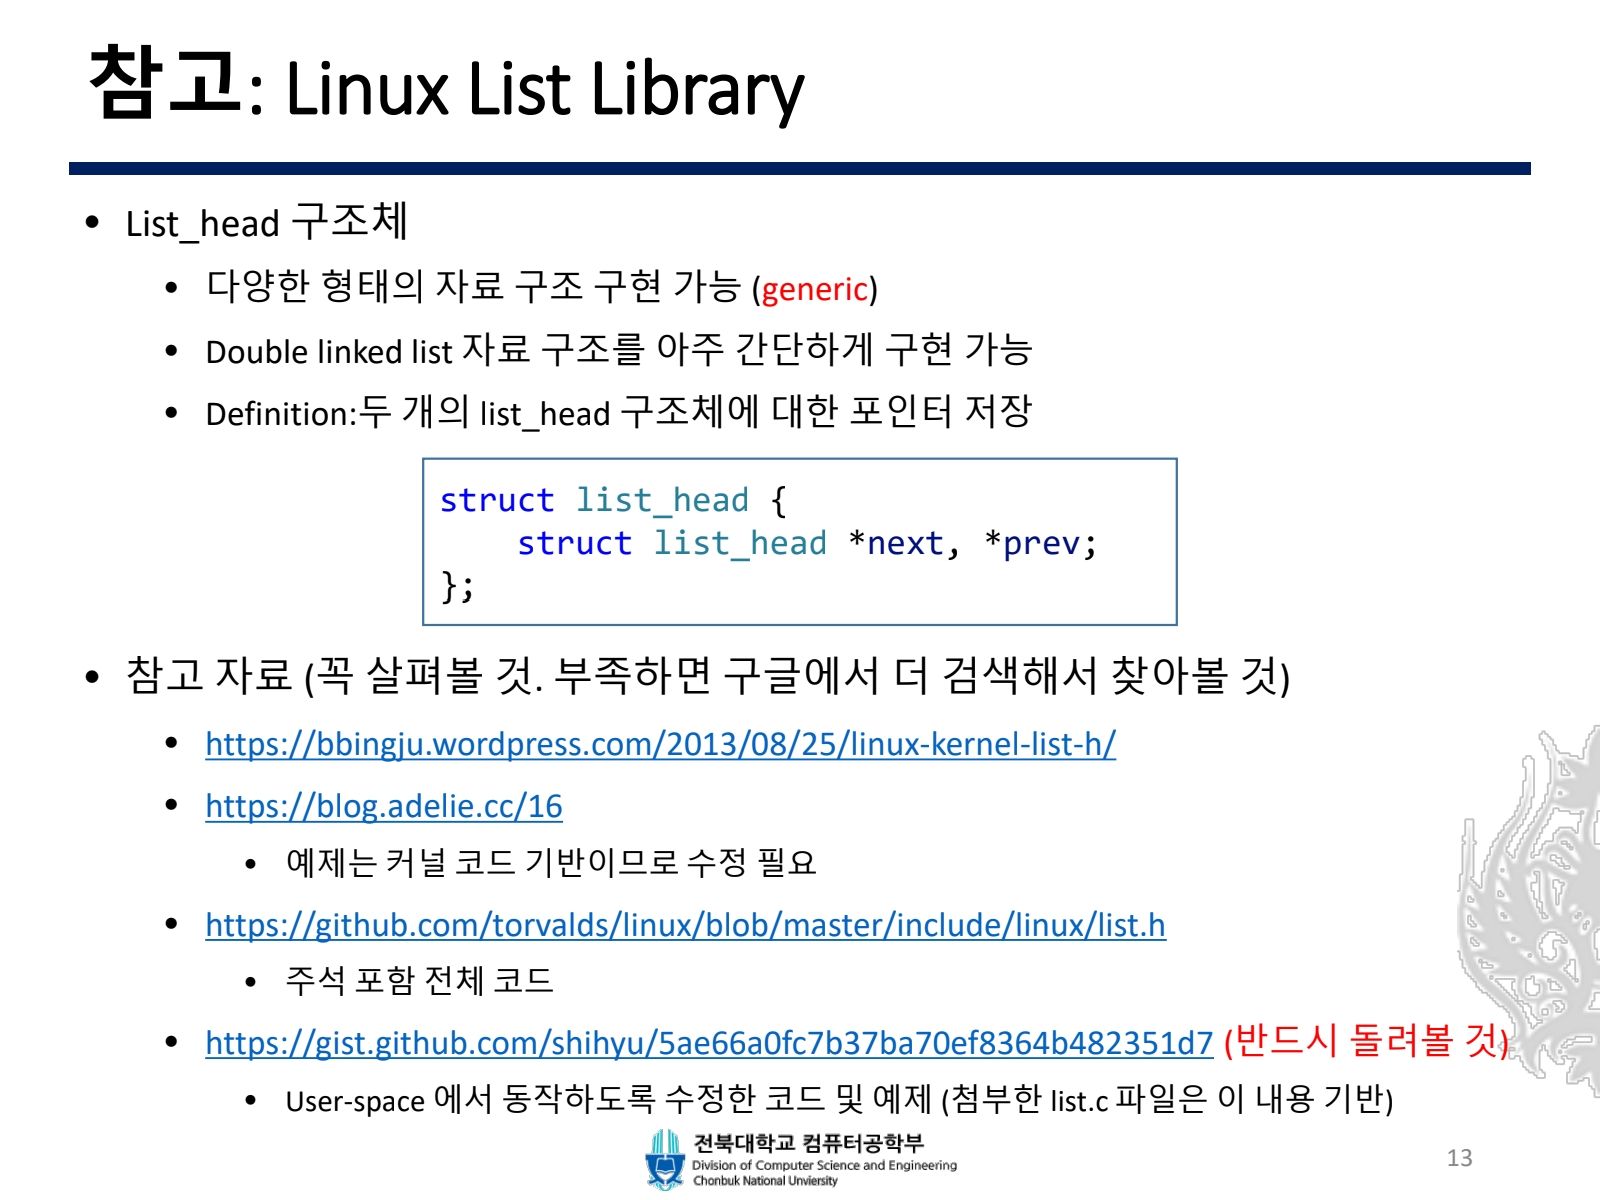 참고: Linux List Library
• List_head 구조체
• 다양한 형태의 자료 구조 구현 가능 (generic)
• Double linked list 자료 구조를 아주 간단하게 구현 가능
• Definition:두 개의 list_head 구조체에 대한 포인터 저장
struct list_head {
    struct list_head *next, *prev;
};
• 참고 자료 (꼭 살펴볼 것. 부족하면 구글에서 더 검색해서 찾아볼 것)
• https://bbingju.wordpress.com/2013/08/25/linux-kernel-list-h/
• https://blog.adelie.cc/16
• 예제는 커널 코드 기반이므로 수정 필요
• https://github.com/torvalds/linux/blob/master/include/linux/list.h
• 주석 포함 전체 코드
• https://gist.github.com/shihyu/5ae66a0fc7b37ba70ef8364b482351d7 (반드시 돌려볼 것)
• User-space 에서 동작하도록 수정한 코드 및 예제 (첨부한 list.c 파일은 이 내용 기반)
전북대학교 컴퓨터공학부
Division of Computer Science and Engineering
Chonbuk National Unviersity
13